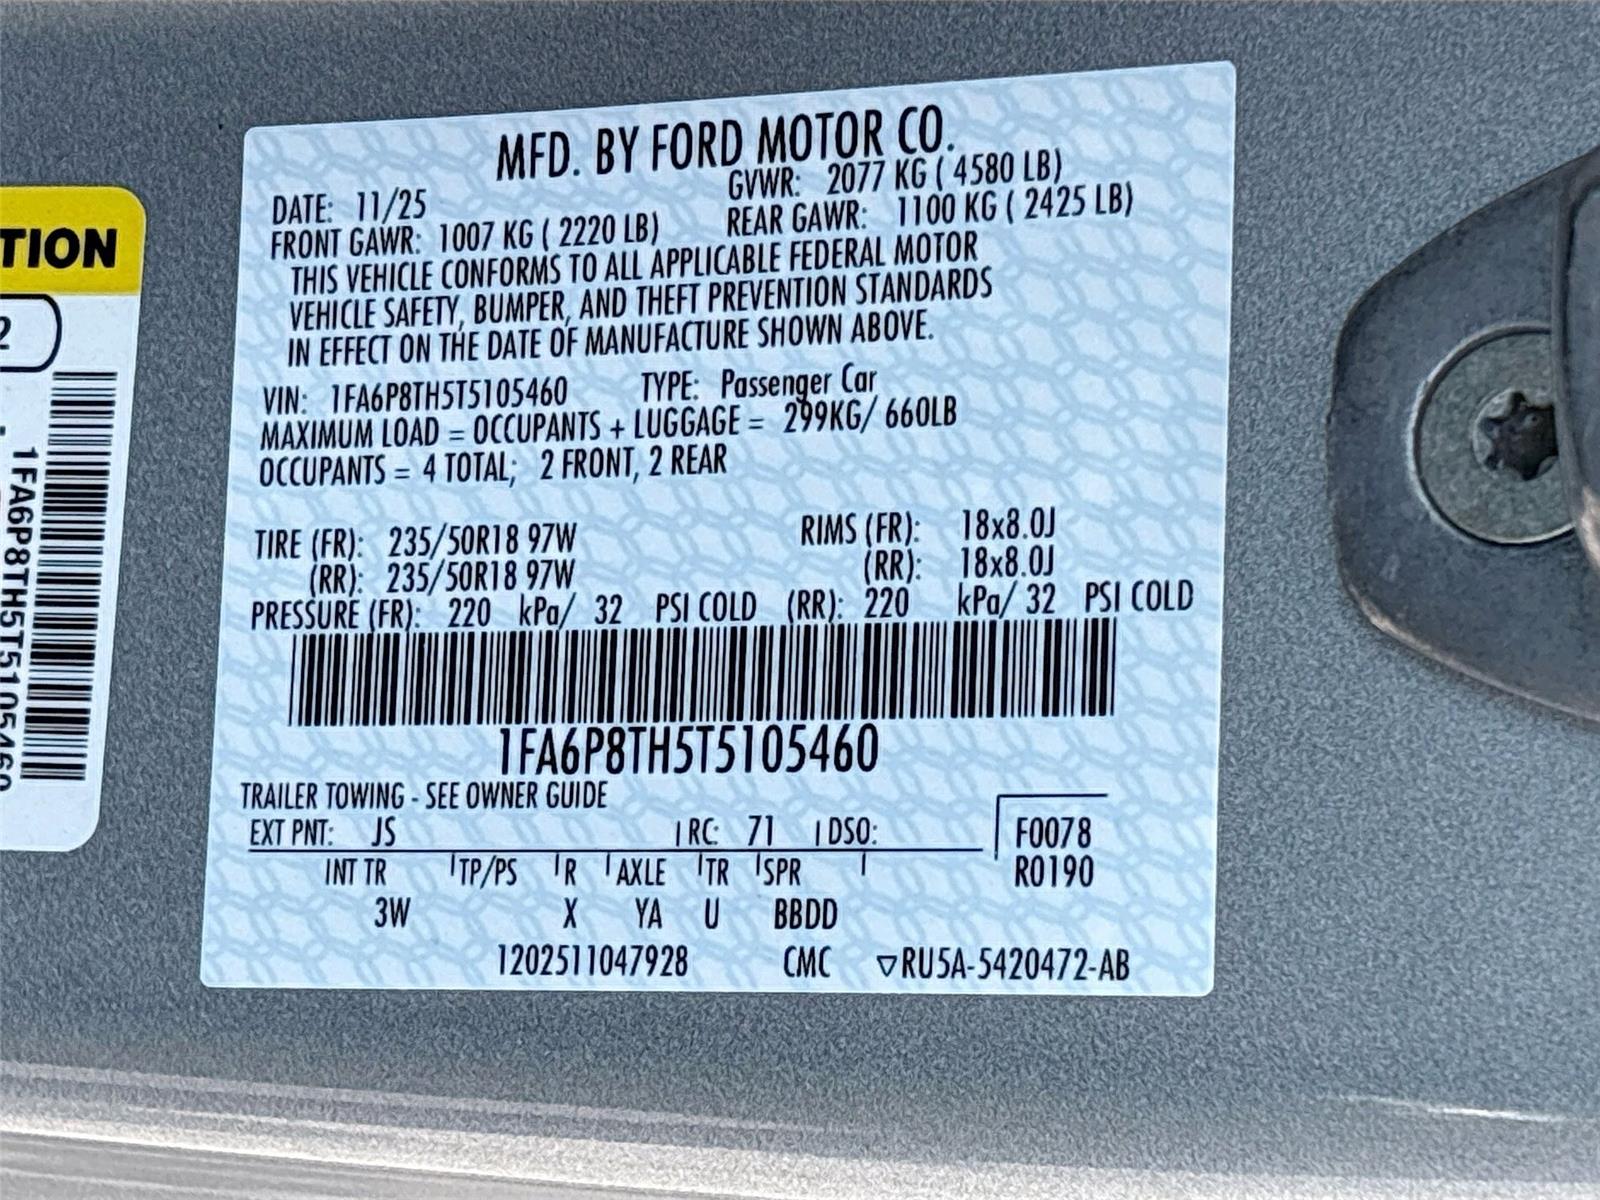 MFD. BY FORD MOTOR CO.
DATE: 11/25 GVWR: 2077 KG ( 4580 LB)
FRONT GAWR: 1007 KG ( 2220 LB) REAR GAWR: 1100 KG ( 2425 LB)
THIS VEHICLE CONFORMS TO ALL APPLICABLE FEDERAL MOTOR
VEHICLE SAFETY, BUMPER, AND THEFT PREVENTION STANDARDS
IN EFFECT ON THE DATE OF MANUFACTURE SHOWN ABOVE.
VIN: 1FA6P8TH5T5105460 TYPE: Passenger Car
MAXIMUM LOAD = OCCUPANTS + LUGGAGE = 299KG/ 660LB
OCCUPANTS = 4 TOTAL; 2 FRONT, 2 REAR
TIRE (FR): 235/50R18 97W RIMS (FR): 18x8.0J
(RR): 235/50R18 97W (RR): 18x8.0J
PRESSURE (FR): 220 kPa/ 32 PSI COLD (RR): 220 kPa/ 32 PSI COLD
1FA6P8TH5T5105460
TRAILER TOWING - SEE OWNER GUIDE
EXT PNT: JS RC: 71 DSO: F0078
INT TR TP/PS R AXLE TR SPR R0190
3W X YA U BBDD
1202511047928 CMC ▽RU5A-5420472-AB
TION
2
1FA6P8TH5T5105460